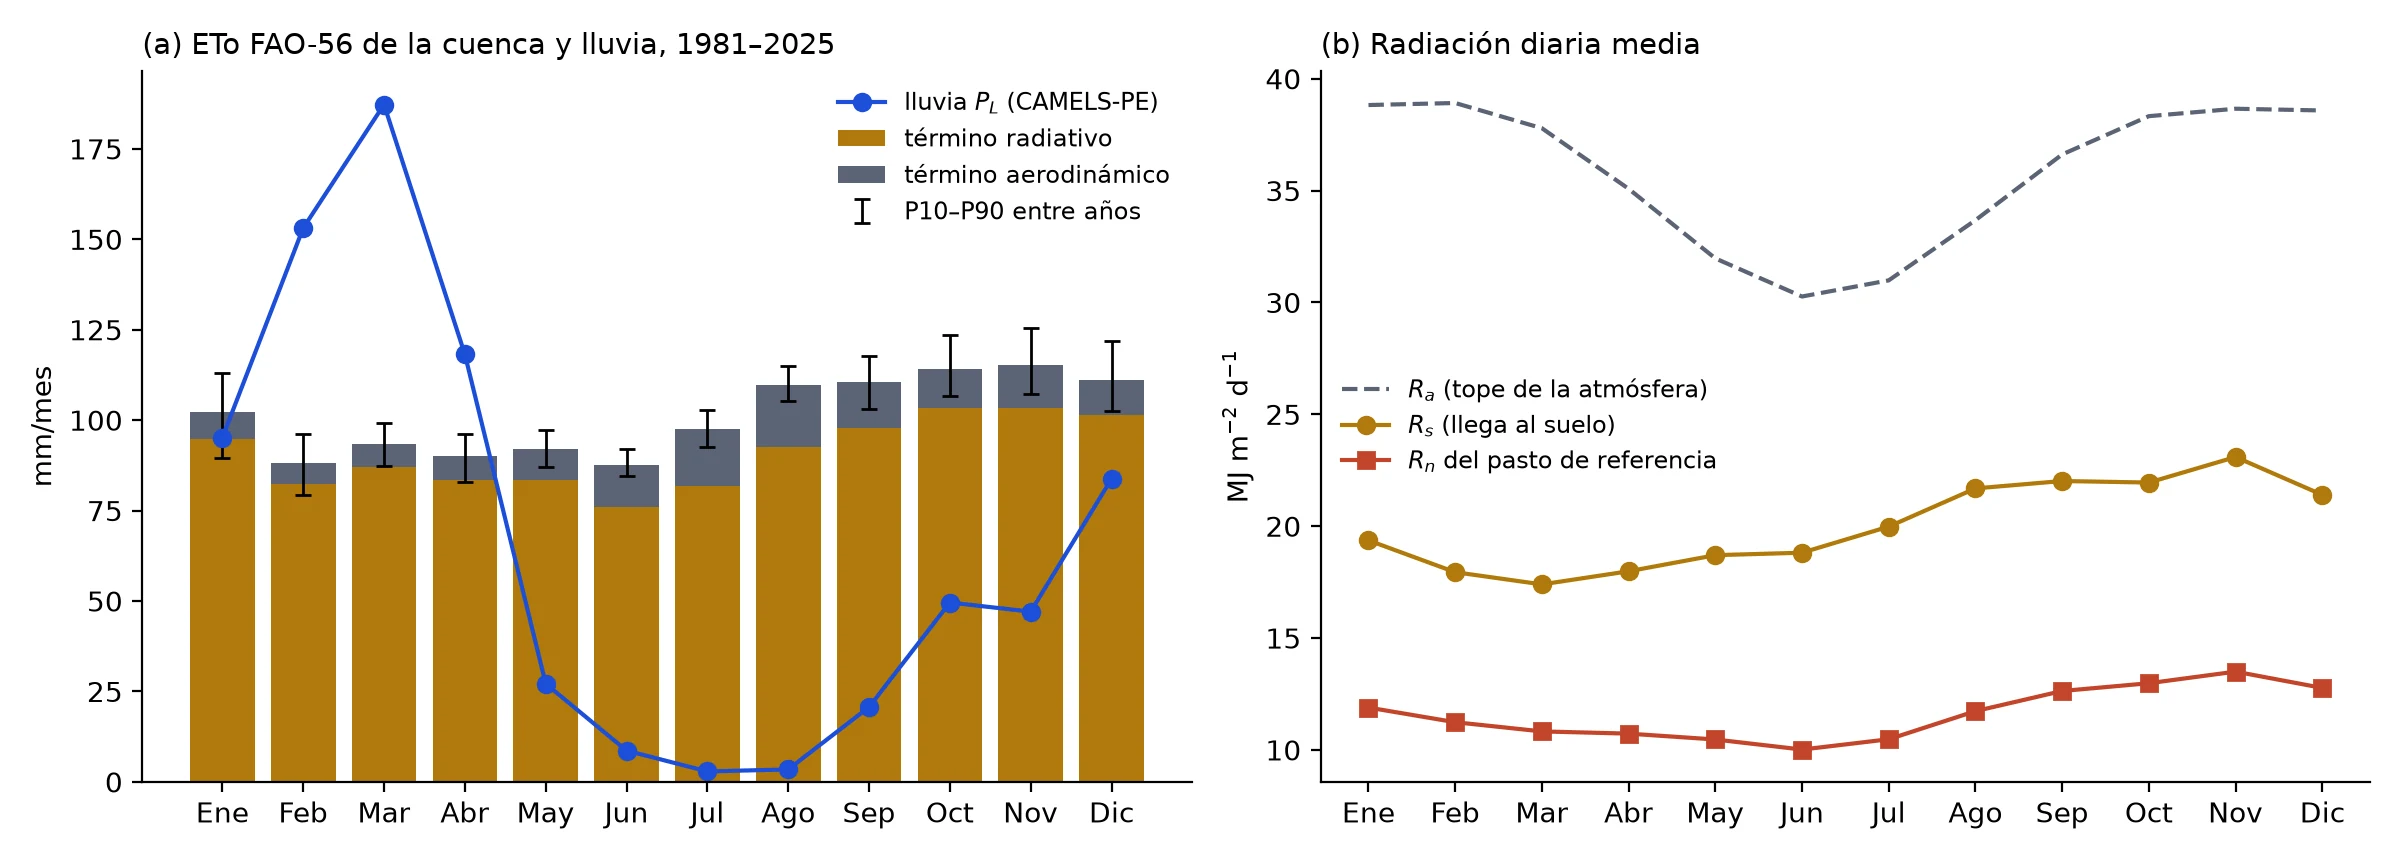 (a) ETo FAO-56 de la cuenca y lluvia, 1981–2025
lluvia P_L (CAMELS-PE)
término radiativo
término aerodinámico
P10–P90 entre años
mm/mes
175
150
125
100
75
50
25
0
Ene Feb Mar Abr May Jun Jul Ago Sep Oct Nov Dic
(b) Radiación diaria media
R_a (tope de la atmósfera)
R_s (llega al suelo)
R_n del pasto de referencia
MJ m⁻² d⁻¹
40
35
30
25
20
15
10
Ene Feb Mar Abr May Jun Jul Ago Sep Oct Nov Dic